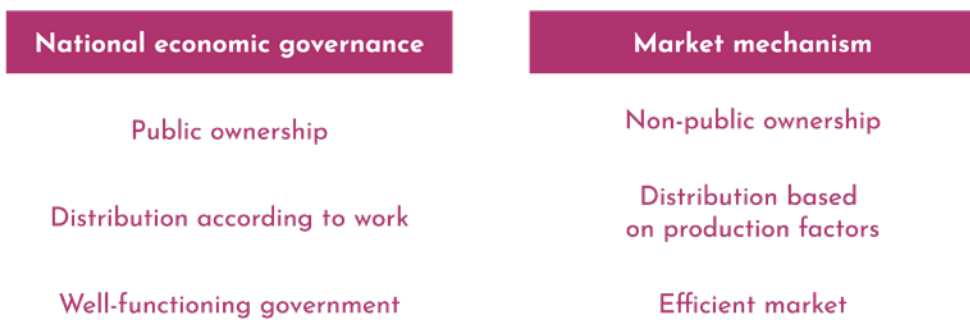 National economic governance
Public ownership
Distribution according to work
Well-functioning government
Market mechanism
Non-public ownership
Distribution based
on production factors
Efficient market